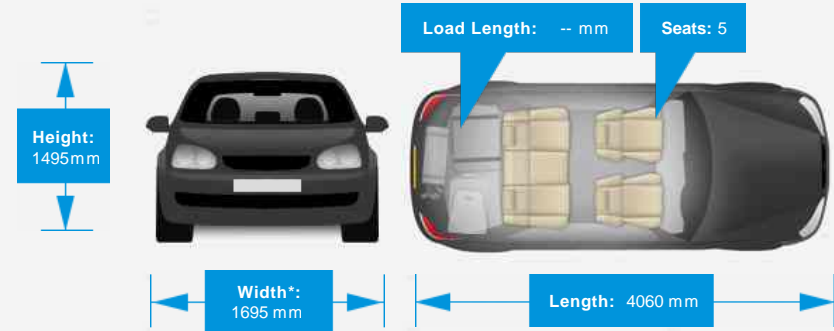 Load Length: -- mm
Seats: 5
Height:
1495mm
Width*:
1695 mm
Length: 4060 mm